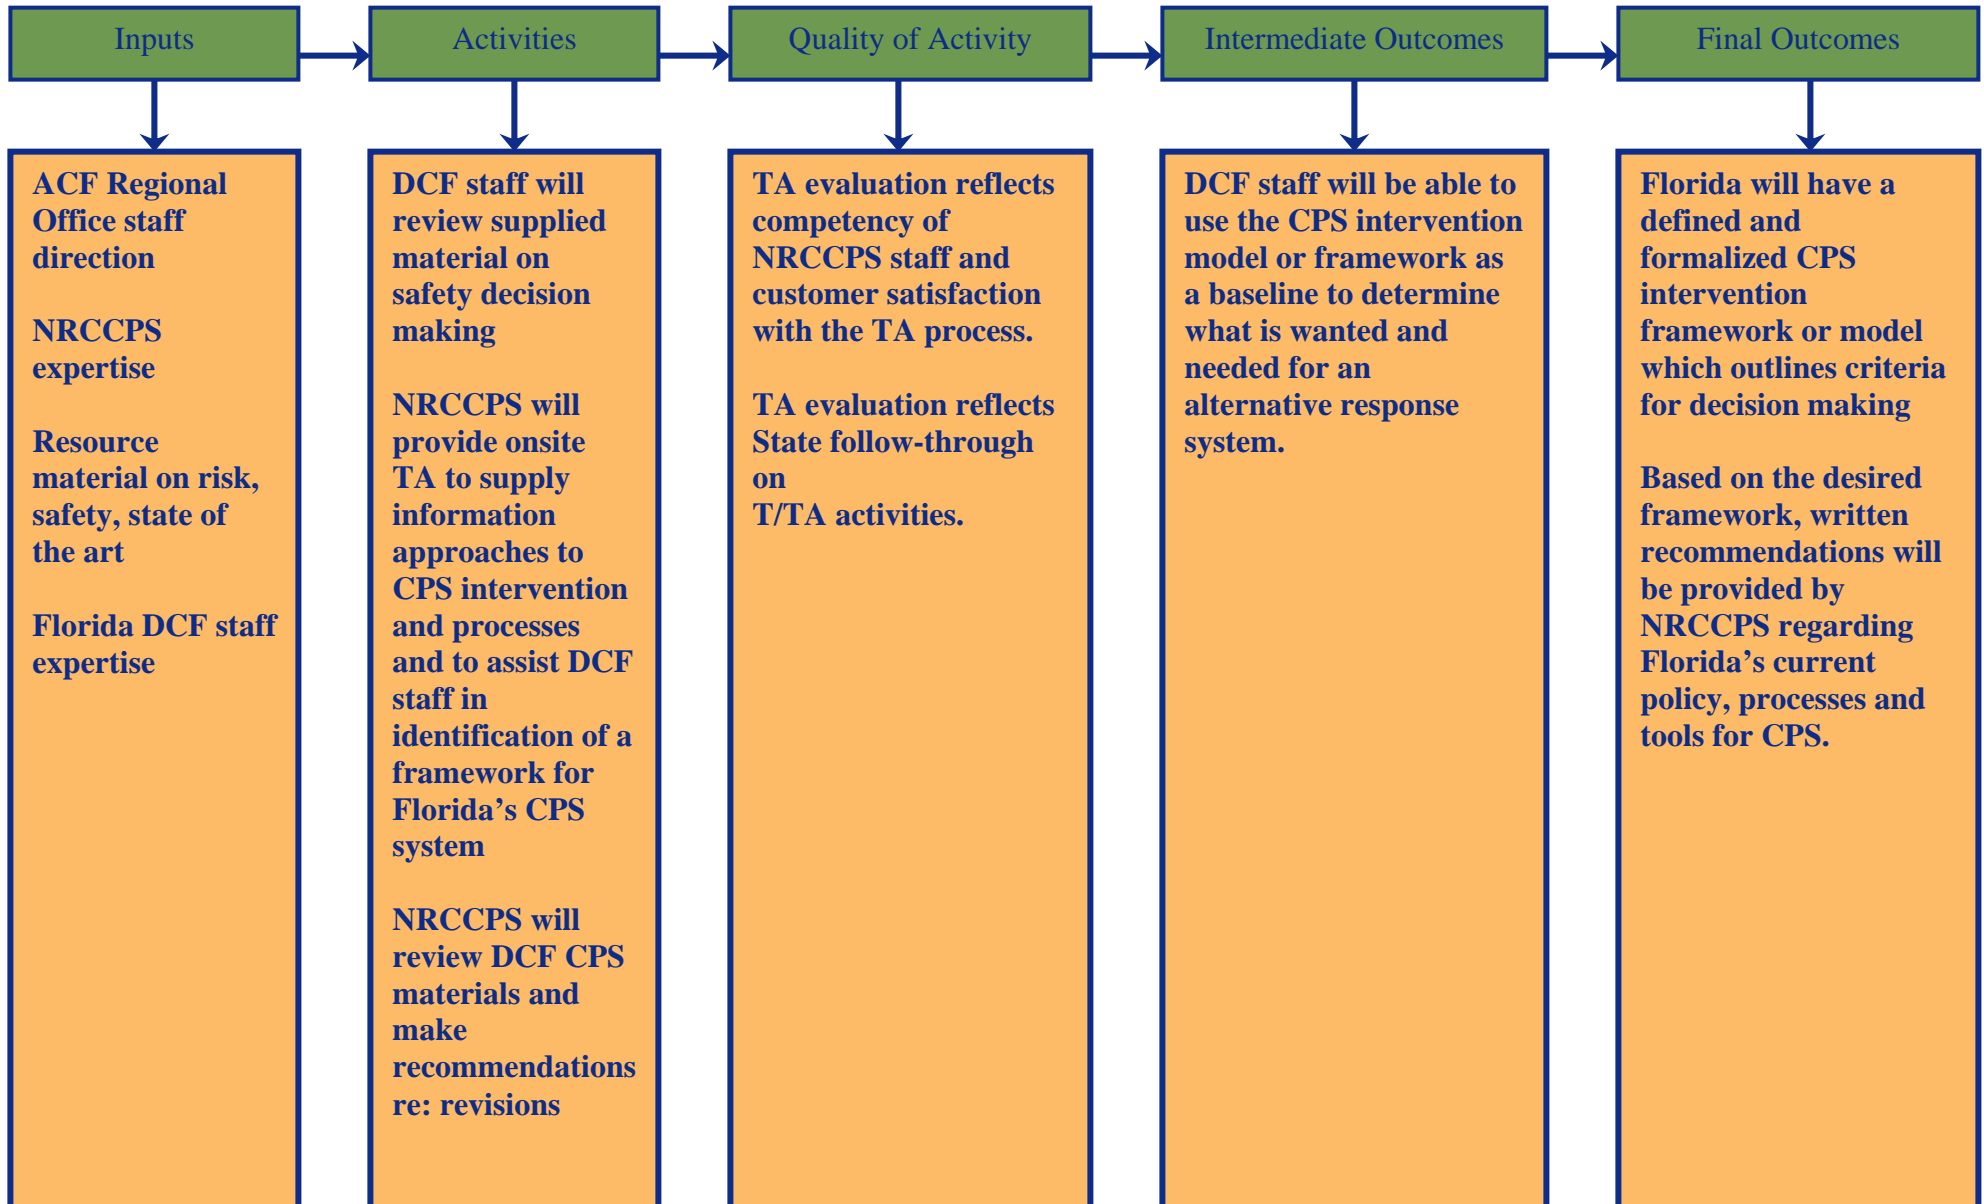 Inputs
Activities
Quality of Activity
Intermediate Outcomes
Final Outcomes
ACF Regional
Office staff
direction
NRCCPS
expertise
Resource
material on risk,
safety, state of
the art
Florida DCF staff
expertise
DCF staff will
review supplied
material on
safety decision
making
NRCCPS will
provide onsite
TA to supply
information
approaches to
CPS intervention
and processes
and to assist DCF
staff in
identification of a
framework for
Florida’s CPS
system
NRCCPS will
review DCF CPS
materials and
make
recommendations
re: revisions
TA evaluation reflects
competency of
NRCCPS staff and
customer satisfaction
with the TA process.
TA evaluation reflects
State follow-through
on
T/TA activities.
DCF staff will be able to
use the CPS intervention
model or framework as
a baseline to determine
what is wanted and
needed for an
alternative response
system.
Florida will have a
defined and
formalized CPS
intervention
framework or model
which outlines criteria
for decision making
Based on the desired
framework, written
recommendations will
be provided by
NRCCPS regarding
Florida’s current
policy, processes and
tools for CPS.